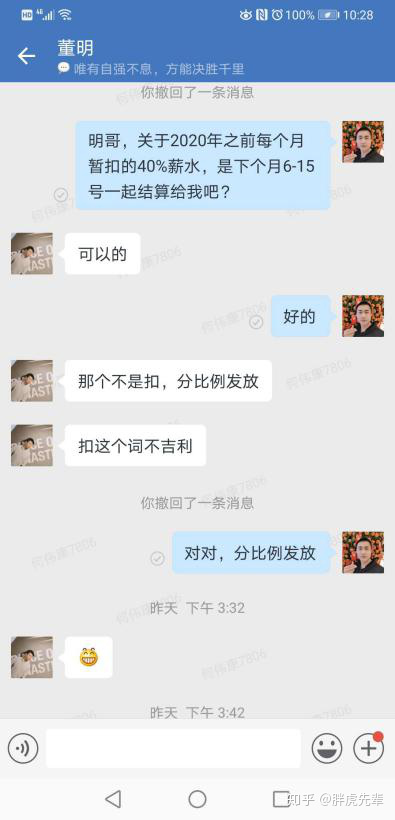 HD 4G 100% 10:28
董明
唯有自强不息，方能决胜千里
你撤回了一条消息
明哥，关于2020年之前每个月
暂扣的40%薪水，是下个月6-15
号一起结算给我吧？
可以的
好的
那个不是扣，分比例发放
扣这个词不吉利
你撤回了一条消息
对对，分比例发放
昨天 下午 3:32
昨天 下午 3:42
何伟康7806
知乎 @胖虎先辈